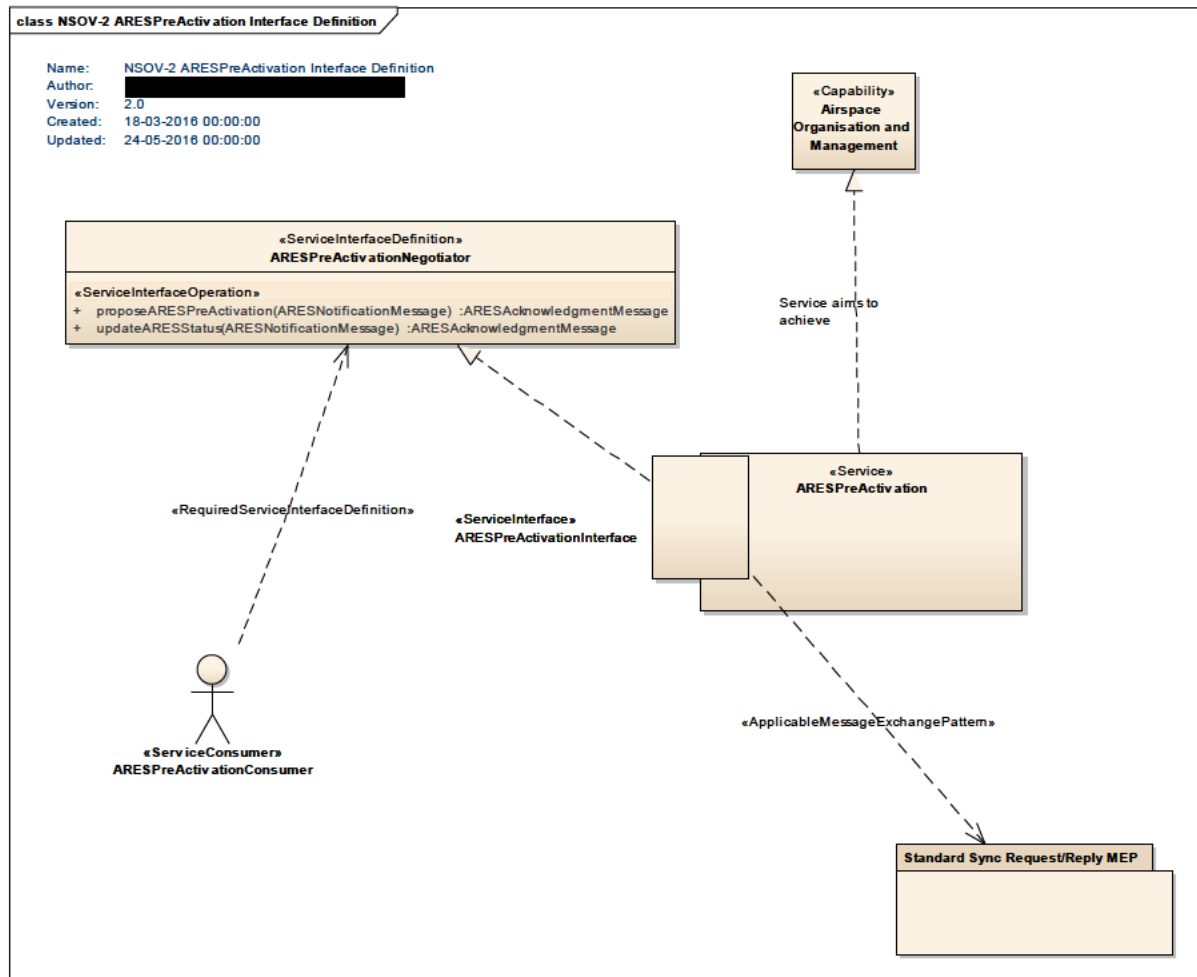 class NSOV-2 ARESPreActivation Interface Definition
Name: NSOV-2 ARESPreActivation Interface Definition
Author:
Version: 2.0
Created: 18-03-2016 00:00:00
Updated: 24-05-2016 00:00:00
«Capability»
Airspace
Organisation and
Management
«ServiceInterfaceDefinition»
ARESPreActivationNegotiator
«ServiceInterfaceOperation»
+ proposeARESPreActivation(ARESNotificationMessage) :ARESAcknowledgmentMessage
+ updateARESStatus(ARESNotificationMessage) :ARESAcknowledgmentMessage
Service aims to
achieve
«Service»
ARESPreActivation
«RequiredServiceInterfaceDefinition»
«ServiceInterface»
ARESPreActivationInterface
«ServiceConsumer»
ARESPreActivationConsumer
«ApplicableMessageExchangePattern»
Standard Sync Request/Reply MEP